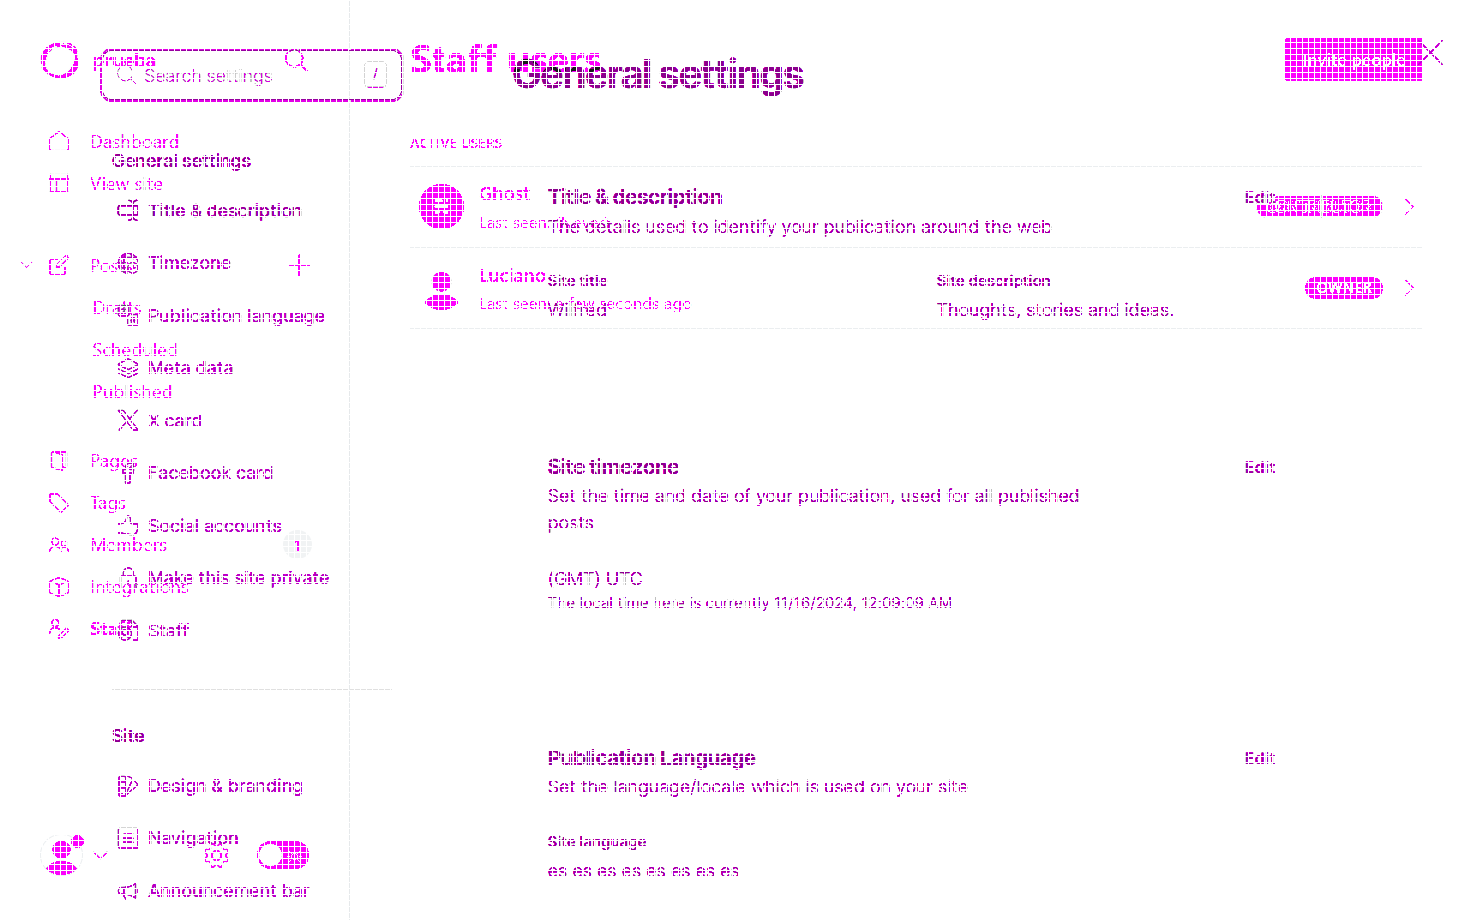 prueba
Search settings
/
Staff users
General settings
Invite people
Dashboard
General settings
View site
Title & description
Posts
Timezone
Drafts
Publication language
Scheduled
Meta data
Published
X card
Pages
Facebook card
Tags
Social accounts
Members
1
Make this site private
Integrations
Staff
Staff
Site
Design & branding
Navigation
Announcement bar
ACTIVE USERS
Ghost
Last seen:
Title & description
Edit
The details used to identify your publication around the web
Luciano
Last seen: a few seconds ago
Site title
Site description
Thoughts, stories and ideas.
OWNER
Site timezone
Edit
Set the time and date of your publication, used for all published
posts
(GMT) UTC
The local time here is currently 11/16/2024, 12:09:09 AM
Publication Language
Edit
Set the language/locale which is used on your site
Site language
es es es es es es es es